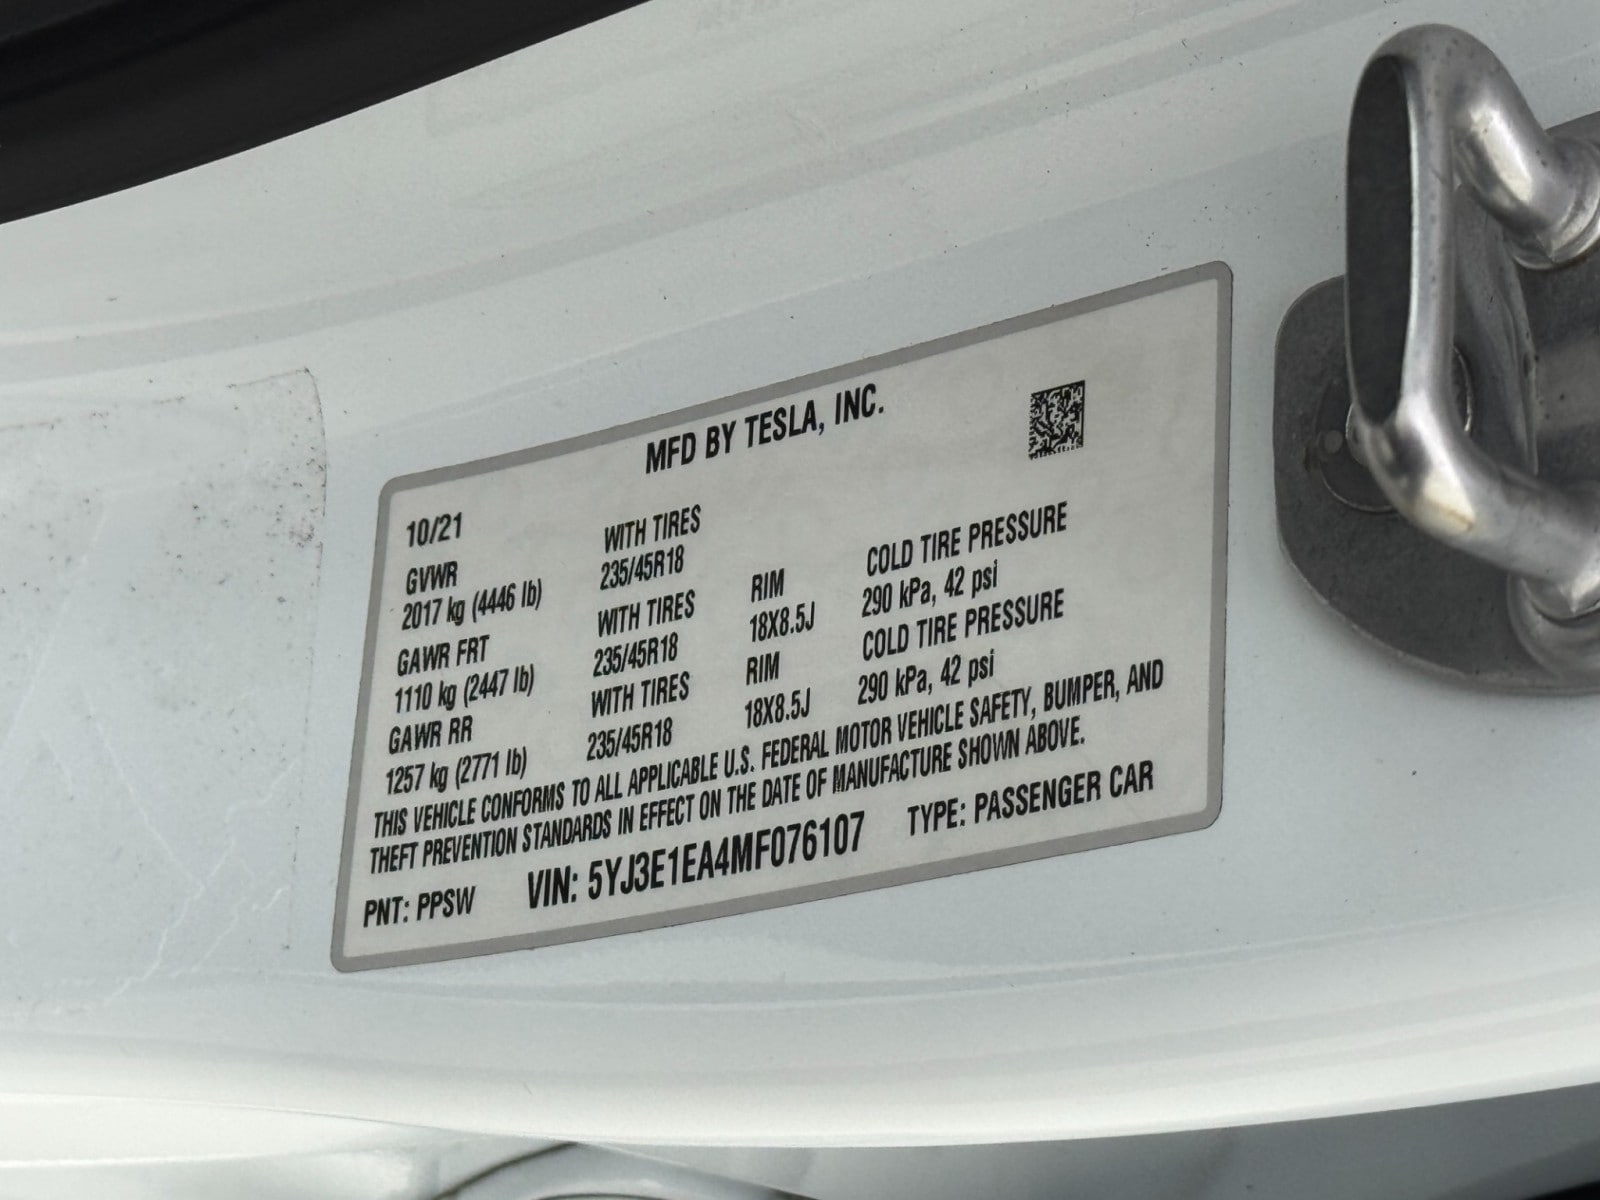 MFD BY TESLA, INC.
10/21
GVWR WITH TIRES
2017 kg (4446 lb) 235/45R18
GAWR FRT WITH TIRES RIM COLD TIRE PRESSURE
1110 kg (2447 lb) 235/45R18 18X8.5J 290 kPa, 42 psi
GAWR RR WITH TIRES RIM COLD TIRE PRESSURE
1257 kg (2771 lb) 235/45R18 18X8.5J 290 kPa, 42 psi
THIS VEHICLE CONFORMS TO ALL APPLICABLE U.S. FEDERAL MOTOR VEHICLE SAFETY, BUMPER, AND
THEFT PREVENTION STANDARDS IN EFFECT ON THE DATE OF MANUFACTURE SHOWN ABOVE.
PNT: PPSW VIN: 5YJ3E1EA4MF076107 TYPE: PASSENGER CAR